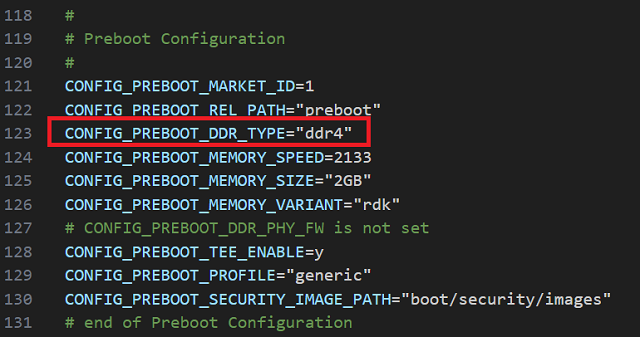 118 #
119 # Preboot Configuration
120 #
121 CONFIG_PREBOOT_MARKET_ID=1
122 CONFIG_PREBOOT_REL_PATH="preboot"
123 CONFIG_PREBOOT_DDR_TYPE="ddr4"
124 CONFIG_PREBOOT_MEMORY_SPEED=2133
125 CONFIG_PREBOOT_MEMORY_SIZE="2GB"
126 CONFIG_PREBOOT_MEMORY_VARIANT="rdk"
127 # CONFIG_PREBOOT_DDR_PHY_FW is not set
128 CONFIG_PREBOOT_TEE_ENABLE=y
129 CONFIG_PREBOOT_PROFILE="generic"
130 CONFIG_PREBOOT_SECURITY_IMAGE_PATH="boot/security/images"
131 # end of Preboot Configuration